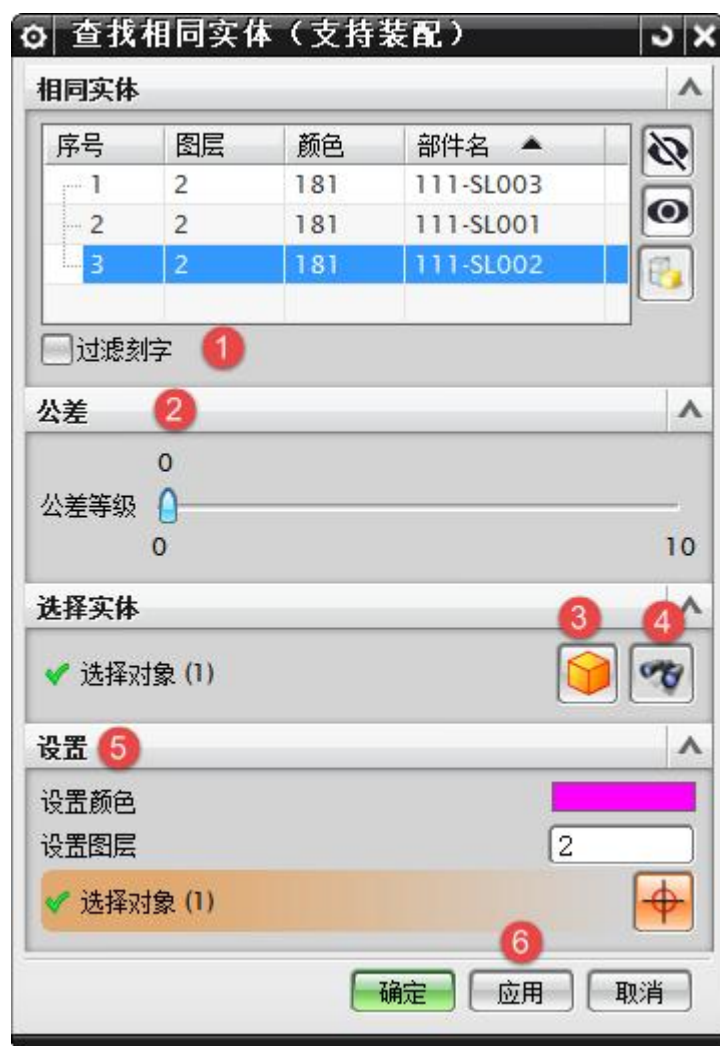 查找相同实体（支持装配）
相同实体
序号 图层 颜色 部件名
1 2 181 111-SL003
2 2 181 111-SL001
3 2 181 111-SL002
过滤刻字 1
公差 2
0
公差等级
0 10
选择实体
3 4
选择对象 (1)
设置 5
设置颜色
设置图层 2
选择对象 (1)
6
确定 应用 取消